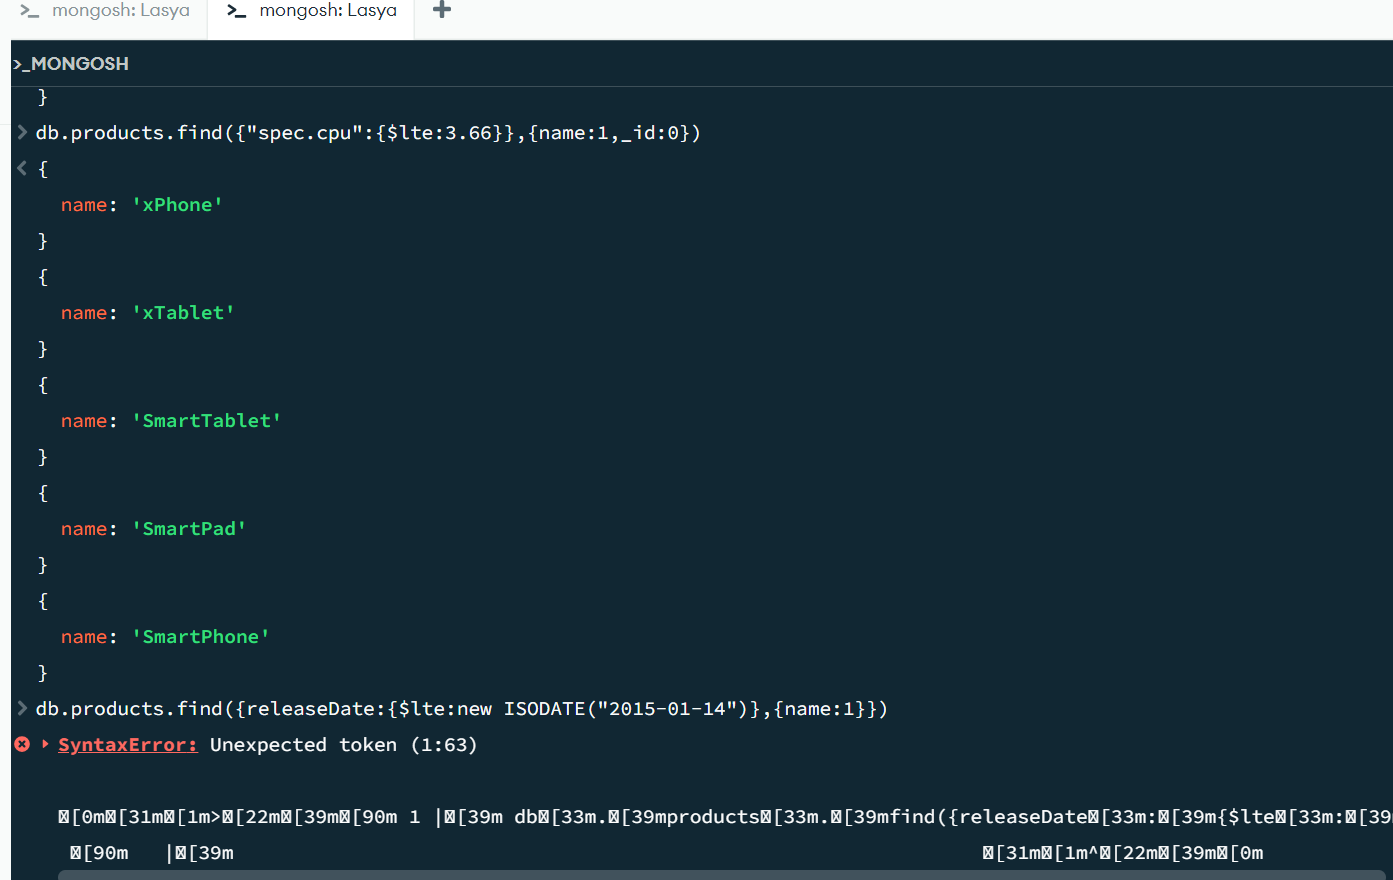 >_ mongosh: Lasya >_ mongosh: Lasya +
>_MONGOSH
}
> db.products.find({"spec.cpu":{$lte:3.66}},{name:1,_id:0})
< {
name: 'xPhone'
}
{
name: 'xTablet'
}
{
name: 'SmartTablet'
}
{
name: 'SmartPad'
}
{
name: 'SmartPhone'
}
> db.products.find({releaseDate:{$lte:new ISODATE("2015-01-14")},{name:1}})
SyntaxError: Unexpected token (1:63)
[0m[31m[1m>[22m[39m[90m 1 |[39m db[33m.[39mproducts[33m.[39mfind({releaseDate[33m:[39m{$lte[33m:[39
[90m |[39m [31m[1m^[22m[39m[0m